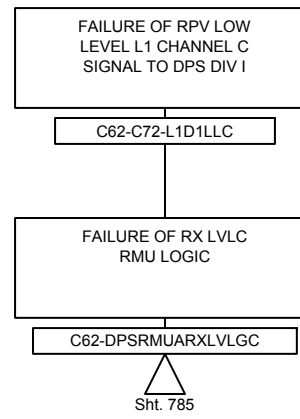 FAILURE OF RPV LOW
LEVEL L1 CHANNEL C
SIGNAL TO DPS DIV I
C62-C72-L1D1LLC
FAILURE OF RX LVLC
RMU LOGIC
C62-DPSRMUARXLVLGC
Sht. 785